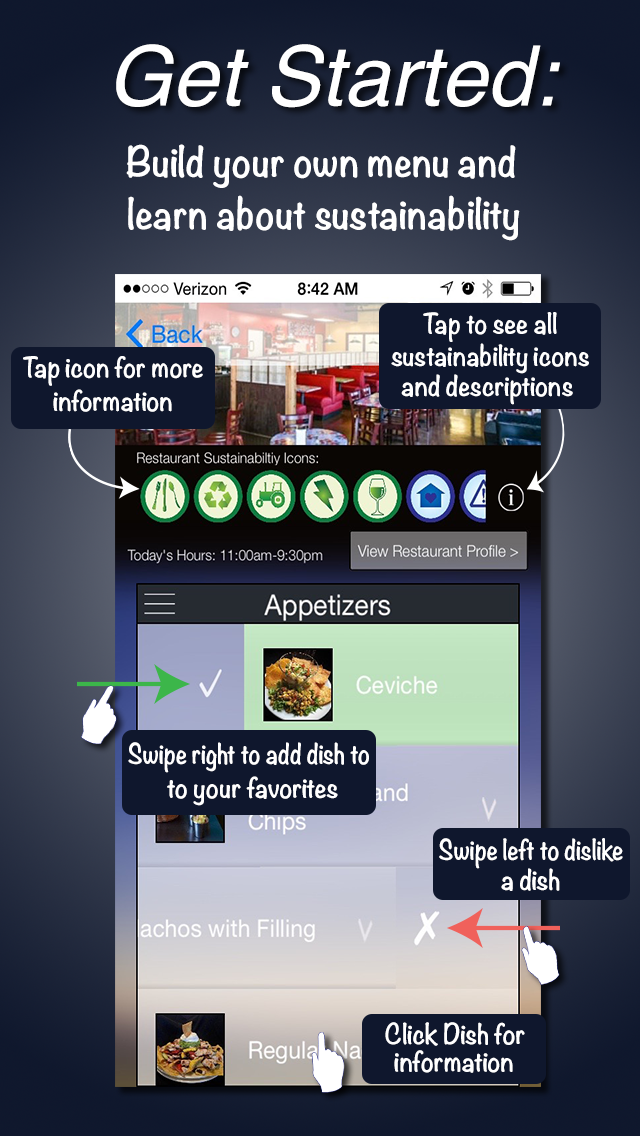 Get Started:
Build your own menu and
learn about sustainability
Verizon
8:42 AM
Back
Tap to see all
sustainability icons
and descriptions
Tap icon for more
information
Restaurant Sustainabiltiy Icons:
Today's Hours: 11:00am-9:30pm
View Restaurant Profile >
Appetizers
Ceviche
Swipe right to add dish to
to your favorites
and
Chips
Swipe left to dislike
a dish
achos with Filling
Click Dish for
information
Regula Na